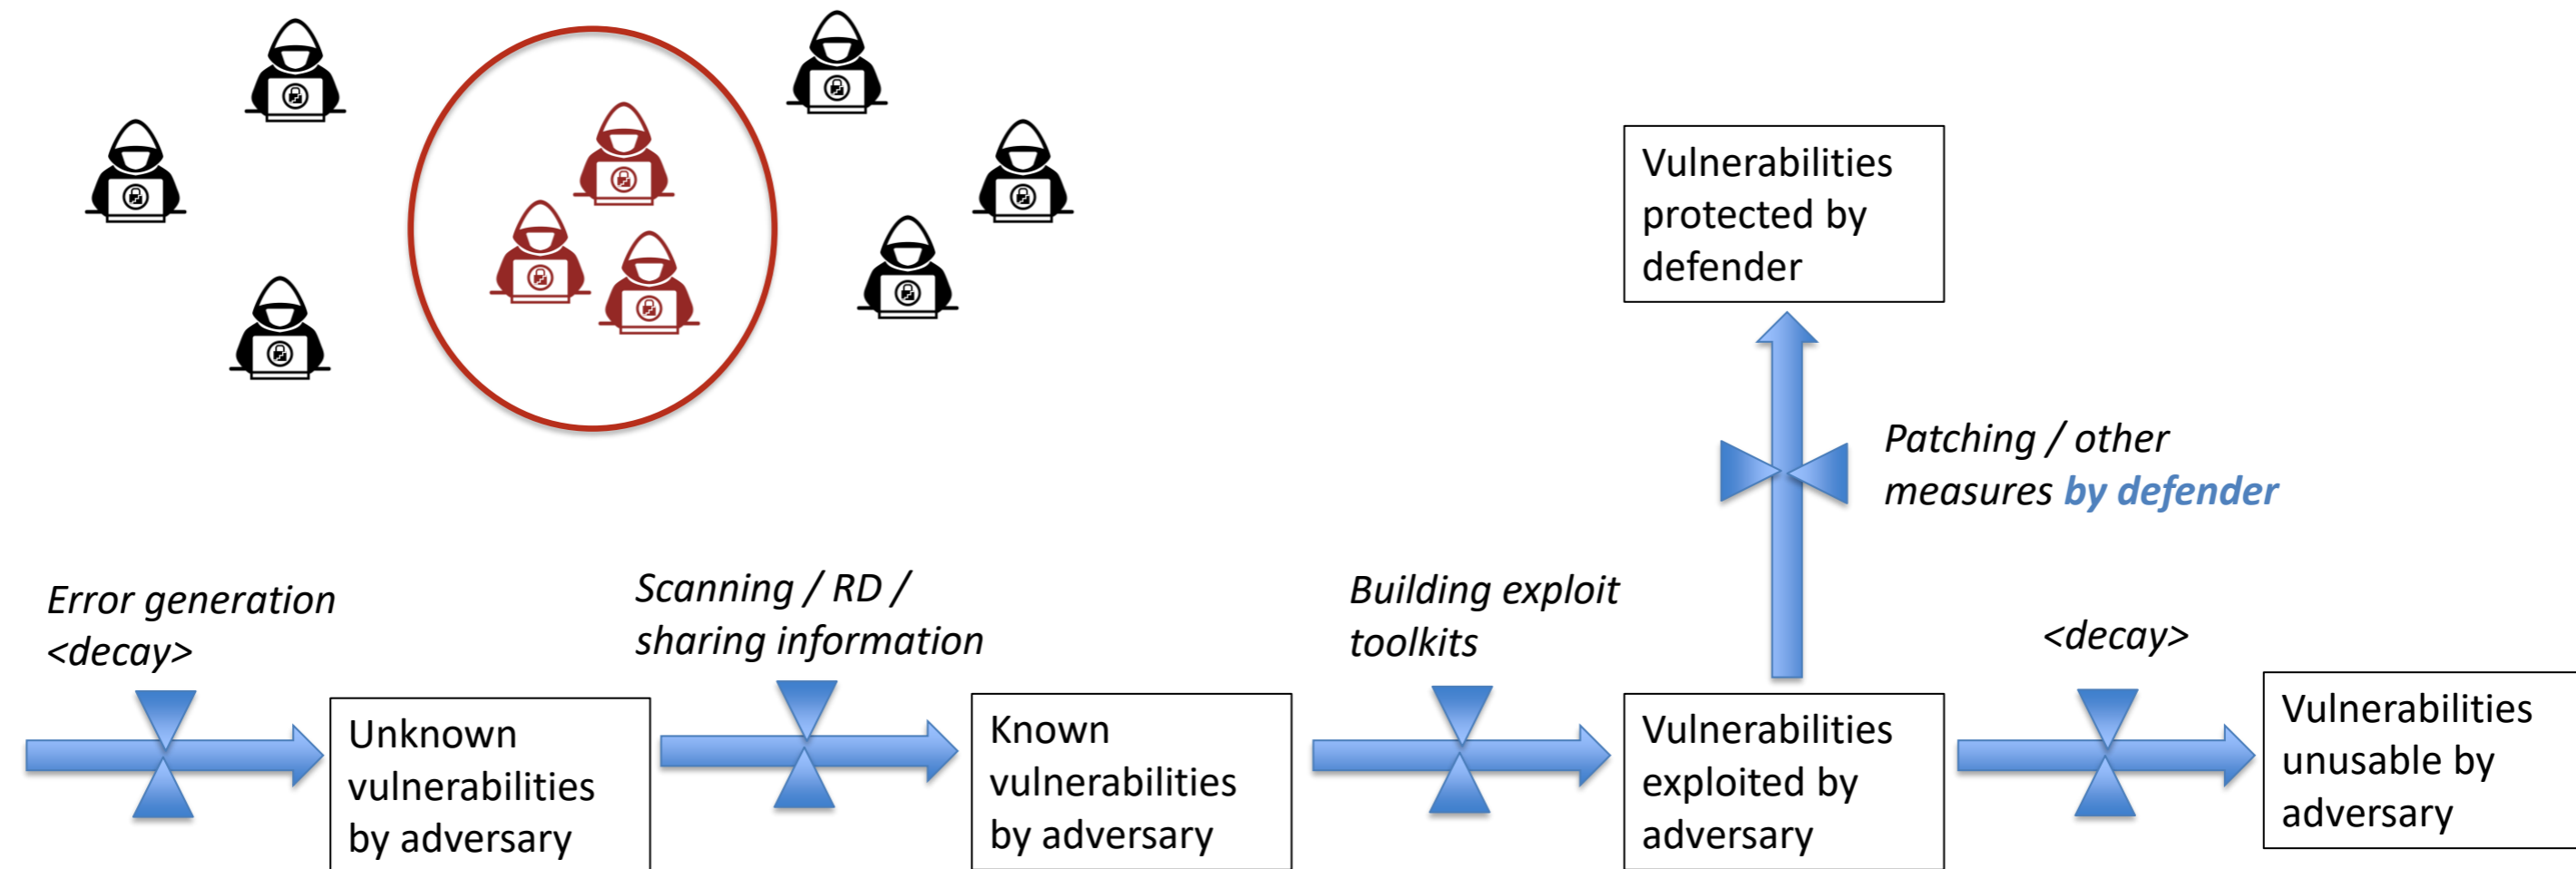 Vulnerabilities
protected by
defender
Patching / other
measures by defender
Error generation
<decay>
Scanning / RD /
sharing information
Building exploit
toolkits
<decay>
Unknown
vulnerabilities
by adversary
Known
vulnerabilities
by adversary
Vulnerabilities
exploited by
adversary
Vulnerabilities
unusable by
adversary